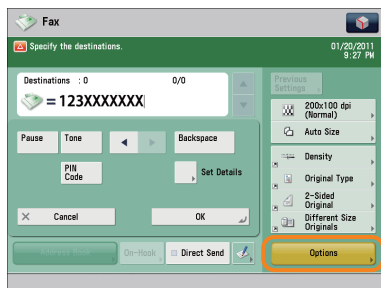 Fax
Specify the destinations.
01/20/2011
9:27 PM
Destinations : 0
0/0
= 123XXXXXXX
Previous
Settings
200x100 dpi
(Normal)
Auto Size
Pause
Tone
Backspace
PIN
Code
Set Details
Density
Original Type
2-Sided
Original
Different Size
Originals
Cancel
OK
Address Book
On-Hook
Direct Send
Options